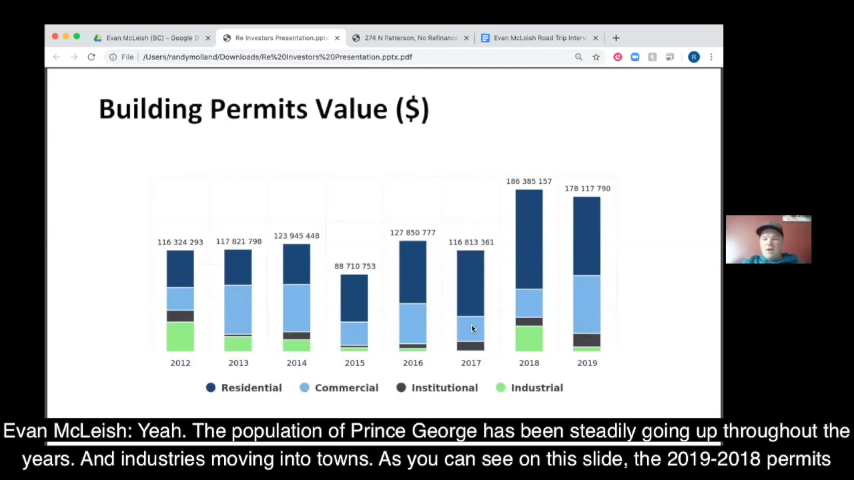 Evan McLeish (BC) – Google D
Re Investors Presentation.pptx
274 N Patterson, No Refinance
Evan McLeish Road Trip Interv
File
/Users/randymolland/Downloads/Re%20Investors%20Presentation.pptx.pdf
R
Building Permits Value ($)
186 385 157
178 117 790
127 850 777
123 945 448
116 324 293
117 821 798
116 813 361
88 710 753
2012 2013 2014 2015 2016 2017 2018 2019
Residential Commercial Institutional Industrial
Evan McLeish: Yeah. The population of Prince George has been steadily going up throughout the
years. And industries moving into towns. As you can see on this slide, the 2019-2018 permits